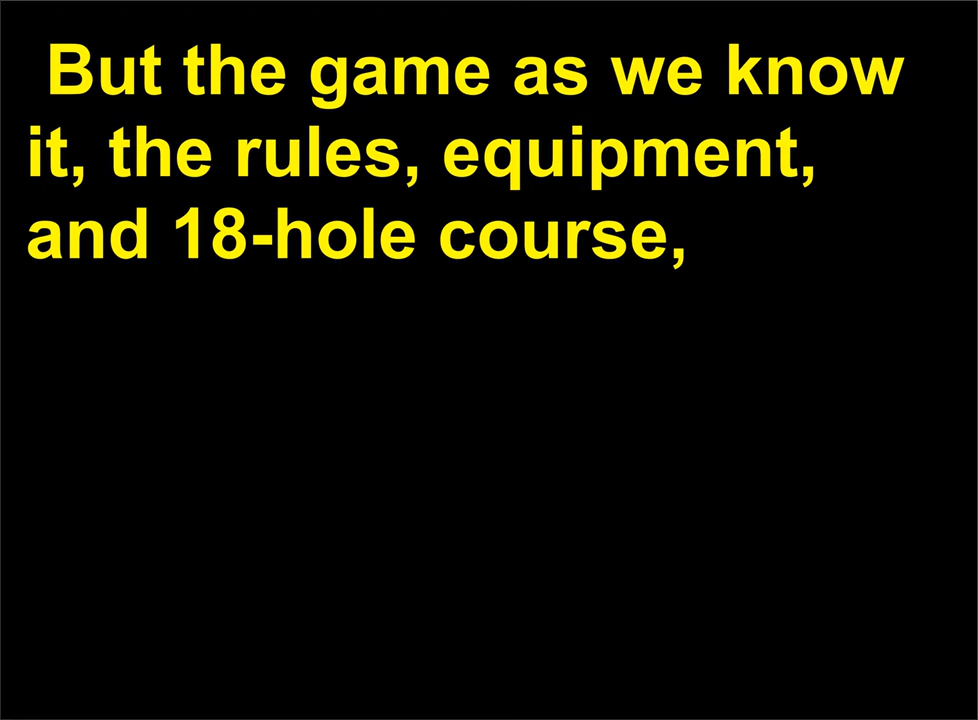 But the game as we know
it, the rules, equipment,
and 18-hole course,